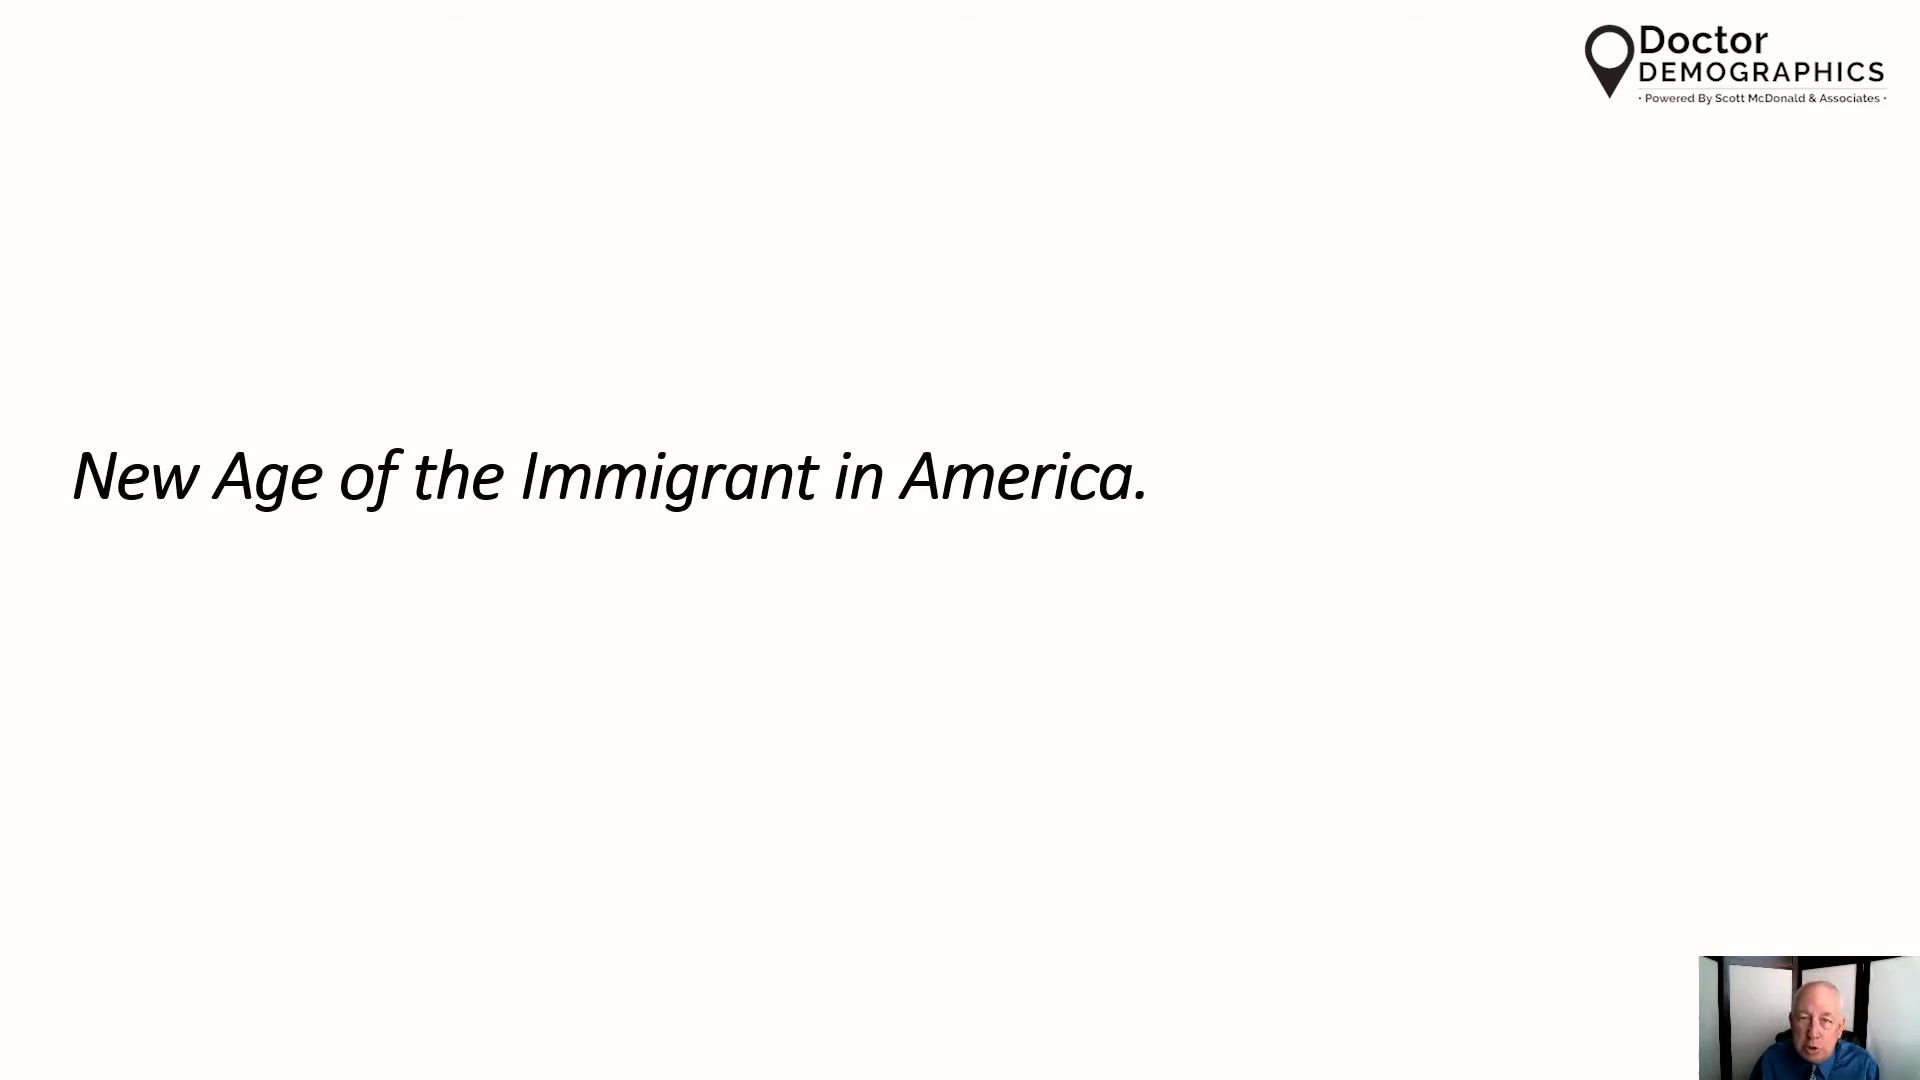 Doctor
DEMOGRAPHICS
· Powered By Scott McDonald & Associates ·
New Age of the Immigrant in America.